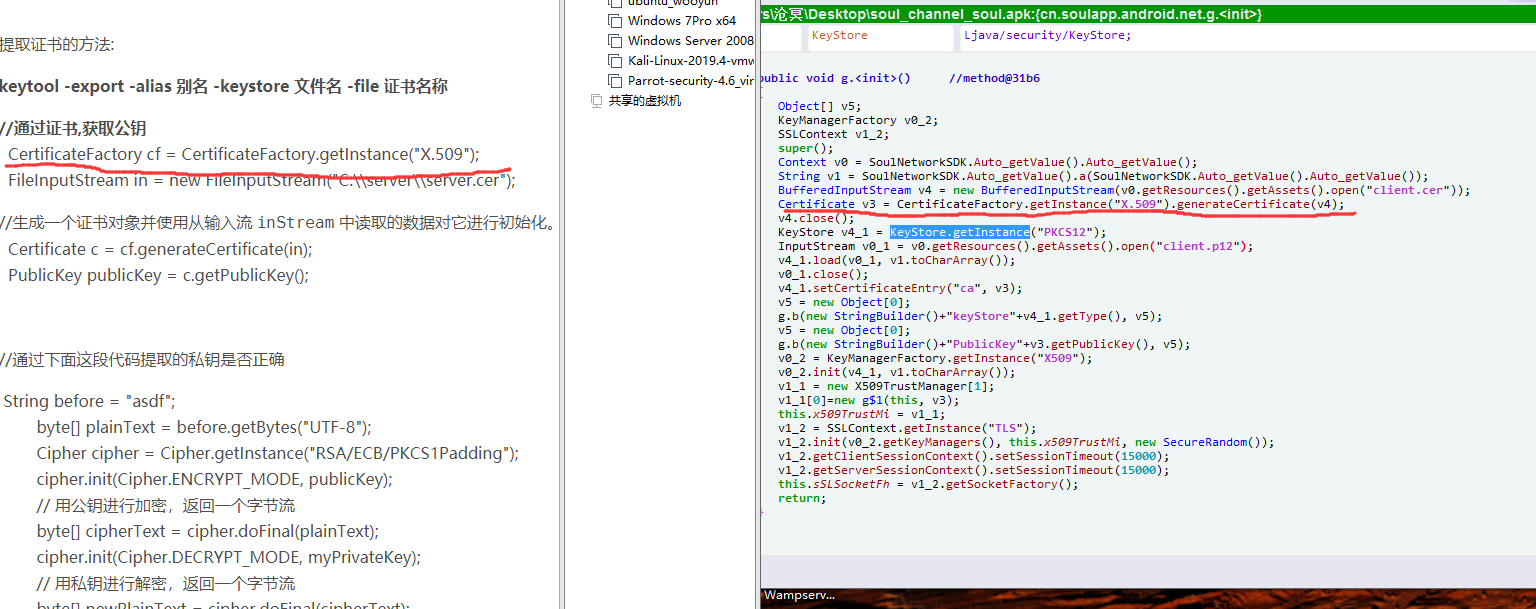 提取证书的方法:
keytool -export -alias 别名 -keystore 文件名 -file 证书名称
//通过证书,获取公钥
CertificateFactory cf = CertificateFactory.getInstance("X.509");
FileInputStream in = new FileInputStream("C:\\server\\server.cer");
//生成一个证书对象并使用从输入流 inStream 中读取的数据对它进行初始化。
Certificate c = cf.generateCertificate(in);
PublicKey publicKey = c.getPublicKey();
//通过下面这段代码提取的私钥是否正确
String before = "asdf";
byte[] plainText = before.getBytes("UTF-8");
Cipher cipher = Cipher.getInstance("RSA/ECB/PKCS1Padding");
cipher.init(Cipher.ENCRYPT_MODE, publicKey);
// 用公钥进行加密，返回一个字节流
byte[] cipherText = cipher.doFinal(plainText);
cipher.init(Cipher.DECRYPT_MODE, myPrivateKey);
// 用私钥进行解密，返回一个字节流
byte[] newPlainText = cipher.doFinal(cipherText);
ubuntu_wooyun
Windows 7Pro x64
Windows Server 2008
Kali-Linux-2019.4-vmw
Parrot-security-4.6_vir
共享的虚拟机
s\沧冥\Desktop\soul_channel_soul.apk:{cn.soulapp.android.net.g.<init>}
KeyStore Ljava/security/KeyStore;
public void g.<init>() //method@31b6
Object[] v5;
KeyManagerFactory v0_2;
SSLContext v1_2;
super();
Context v0 = SoulNetworkSDK.Auto_getValue().Auto_getValue();
String v1 = SoulNetworkSDK.Auto_getValue().a(SoulNetworkSDK.Auto_getValue().Auto_getValue());
BufferedInputStream v4 = new BufferedInputStream(v0.getResources().getAssets().open("client.cer"));
Certificate v3 = CertificateFactory.getInstance("X.509").generateCertificate(v4);
v4.close();
KeyStore v4_1 = KeyStore.getInstance("PKCS12");
InputStream v0_1 = v0.getResources().getAssets().open("client.p12");
v4_1.load(v0_1, v1.toCharArray());
v0_1.close();
v4_1.setCertificateEntry("ca", v3);
v5 = new Object[0];
g.b(new StringBuilder()+"keyStore"+v4_1.getType(), v5);
v5 = new Object[0];
g.b(new StringBuilder()+"PublicKey"+v3.getPublicKey(), v5);
v0_2 = KeyManagerFactory.getInstance("X509");
v0_2.init(v4_1, v1.toCharArray());
v1_1 = new X509TrustManager[1];
v1_1[0]=new g$1(this, v3);
this.x509TrustMi = v1_1;
v1_2 = SSLContext.getInstance("TLS");
v1_2.init(v0_2.getKeyManagers(), this.x509TrustMi, new SecureRandom());
v1_2.getClientSessionContext().setSessionTimeout(15000);
v1_2.getServerSessionContext().setSessionTimeout(15000);
this.sSLSocketFh = v1_2.getSocketFactory();
return;
Wampserv...